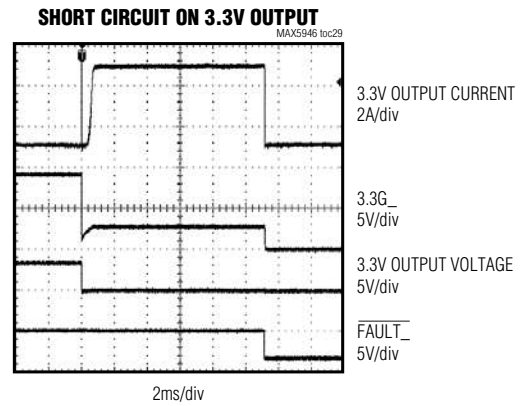 SHORT CIRCUIT ON 3.3V OUTPUT
MAX5946 toc29
3.3V OUTPUT CURRENT
2A/div
3.3G_
5V/div
3.3V OUTPUT VOLTAGE
5V/div
FAULT_
5V/div
2ms/div